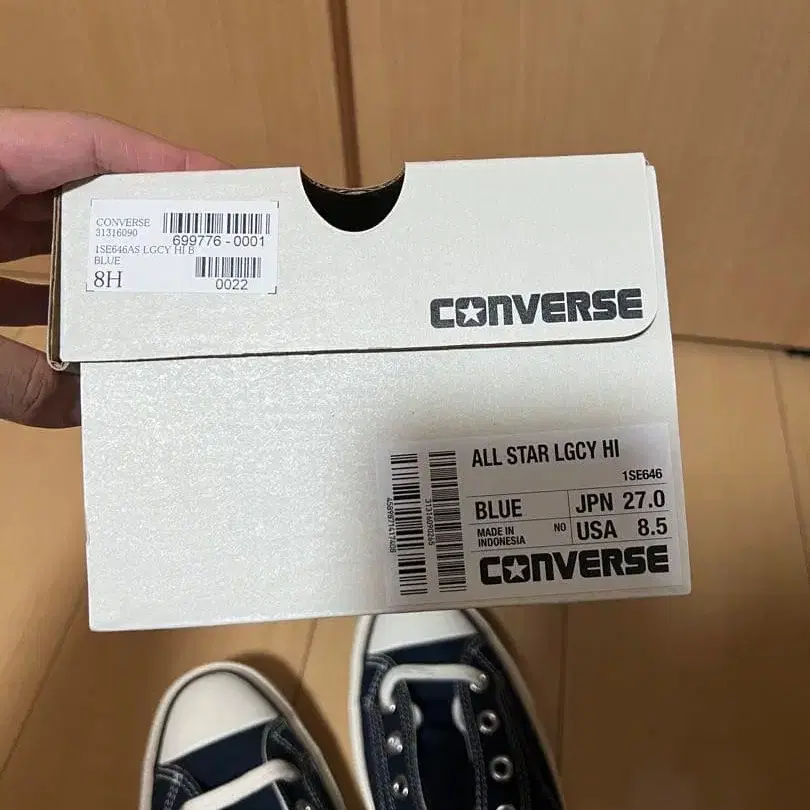 CONVERSE
31316090
699776-0001
1SE646AS LGCY HI B
BLUE
8H
0022
CONVERSE
ALL STAR LGCY HI
1SE646
BLUE
JPN 27.0
MADE IN
INDONESIA
NO
USA 8.5
CONVERSE
31316090265